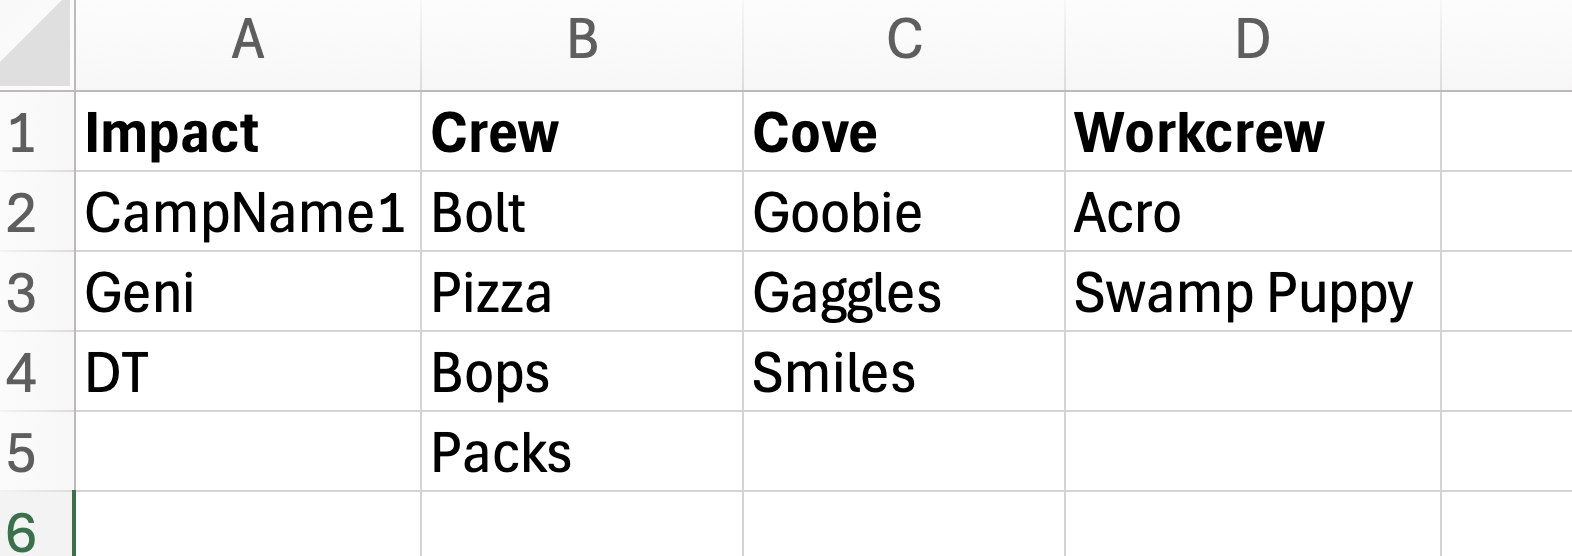 A B C D
1 Impact Crew Cove Workcrew
2 CampName1 Bolt Goobie Acro
3 Geni Pizza Gaggles Swamp Puppy
4 DT Bops Smiles
5 Packs
6